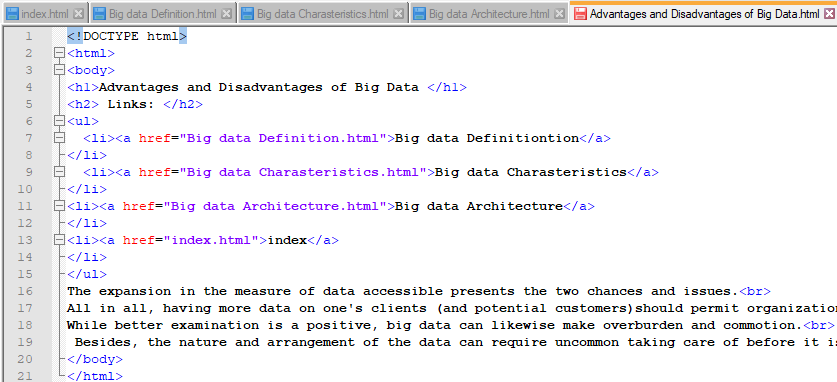 index.html Big data Definition.html Big data Charasteristics.html Big data Architecture.html Advantages and Disadvantages of Big Data.html
1 <!DOCTYPE html>
2 <html>
3 <body>
4 <h1>Advantages and Disadvantages of Big Data </h1>
5 <h2> Links: </h2>
6 <ul>
7 <li><a href="Big data Definition.html">Big data Definitiontion</a>
8 </li>
9 <li><a href="Big data Charasteristics.html">Big data Charasteristics</a>
10 </li>
11 <li><a href="Big data Architecture.html">Big data Architecture</a>
12 </li>
13 <li><a href="index.html">index</a>
14 </li>
15 </ul>
16 The expansion in the measure of data accessible presents the two chances and issues.<br>
17 All in all, having more data on one's clients (and potential customers)should permit organization
18 While better examination is a positive, big data can likewise make overburden and commotion.<br>
19 Besides, the nature and arrangement of the data can require uncommon taking care of before it is
20 </body>
21 </html>